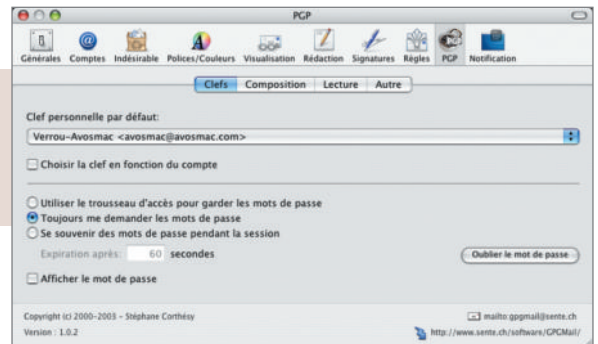 PGP
Générales Comptes Indésirable Polices/Couleurs Visualisation Rédaction Signatures Règles PGP Notification
Clefs Composition Lecture Autre
Clef personnelle par défaut:
Verrou-Avosmac <avosmac@avosmac.com>
Choisir la clef en fonction du compte
Utiliser le trousseau d'accès pour garder les mots de passe
Toujours me demander les mots de passe
Se souvenir des mots de passe pendant la session
Expiration après: 60 secondes Oublier le mot de passe
Afficher le mot de passe
Copyright (c) 2000-2003 – Stéphane Corthésy mailto:gpgmail@sente.ch
Version : 1.0.2 http://www.sente.ch/software/GPGMail/